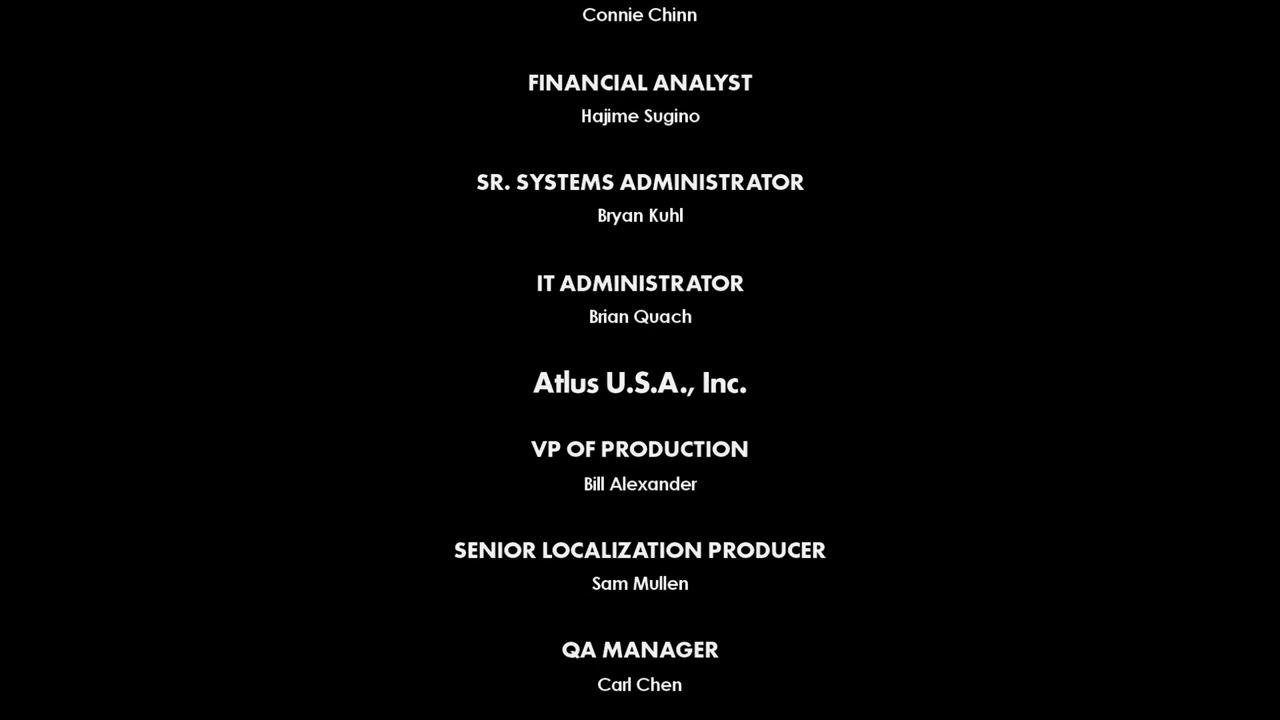 Connie Chinn
FINANCIAL ANALYST
Hajime Sugino
SR. SYSTEMS ADMINISTRATOR
Bryan Kuhl
IT ADMINISTRATOR
Brian Quach
Atlus U.S.A., Inc.
VP OF PRODUCTION
Bill Alexander
SENIOR LOCALIZATION PRODUCER
Sam Mullen
QA MANAGER
Carl Chen